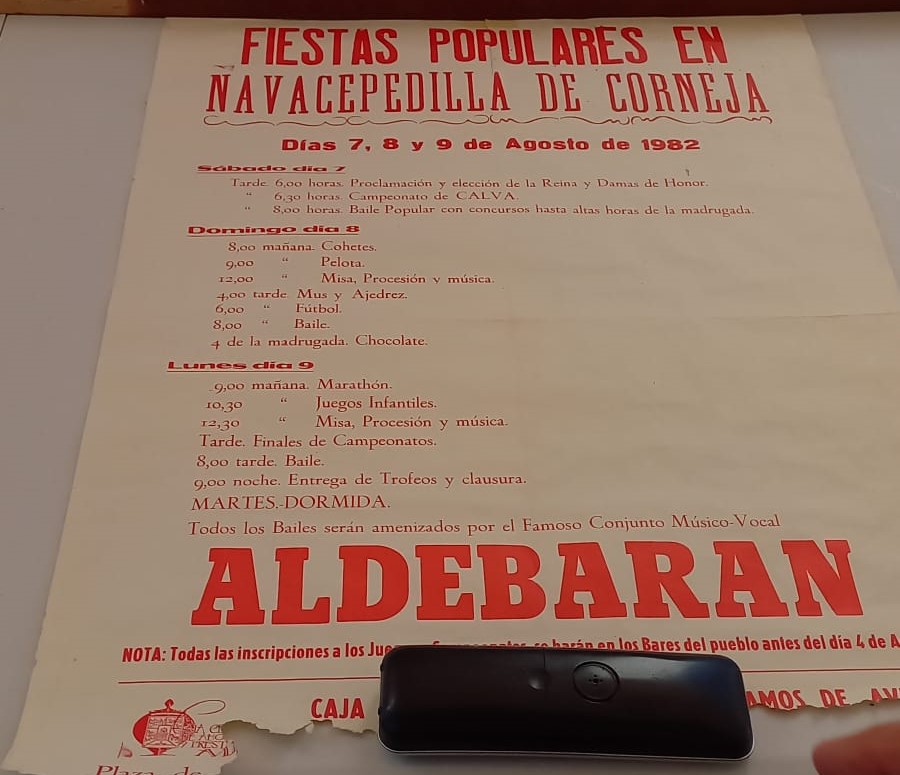 FIESTAS POPULARES EN
NAVACEPEDILLA DE CORNEJA
Días 7, 8 y 9 de Agosto de 1982
Sábado día 7
Tarde. 6,00 horas. Proclamación y elección de la Reina y Damas de Honor.
“ 6,30 horas. Campeonato de CALVA.
“ 8,00 horas. Baile Popular con concursos hasta altas horas de la madrugada.
Domingo día 8
8,00 mañana. Cohetes.
9,00 “ Pelota.
12,00 “ Misa, Procesión y música.
4,00 tarde. Mus y Ajedrez.
6,00 “ Fútbol.
8,00 “ Baile.
4 de la madrugada. Chocolate.
Lunes día 9
9,00 mañana. Marathón.
10,30 “ Juegos Infantiles.
12,30 “ Misa, Procesión y música.
Tarde. Finales de Campeonatos.
8,00 tarde. Baile.
9,00 noche. Entrega de Trofeos y clausura.
MARTES.-DORMIDA.
Todos los Bailes serán amenizados por el Famoso Conjunto Músico-Vocal
ALDEBARAN
NOTA: Todas las inscripciones a los se harán en los Bares del pueblo antes del día 4 de
CAJA DE
Plaza de